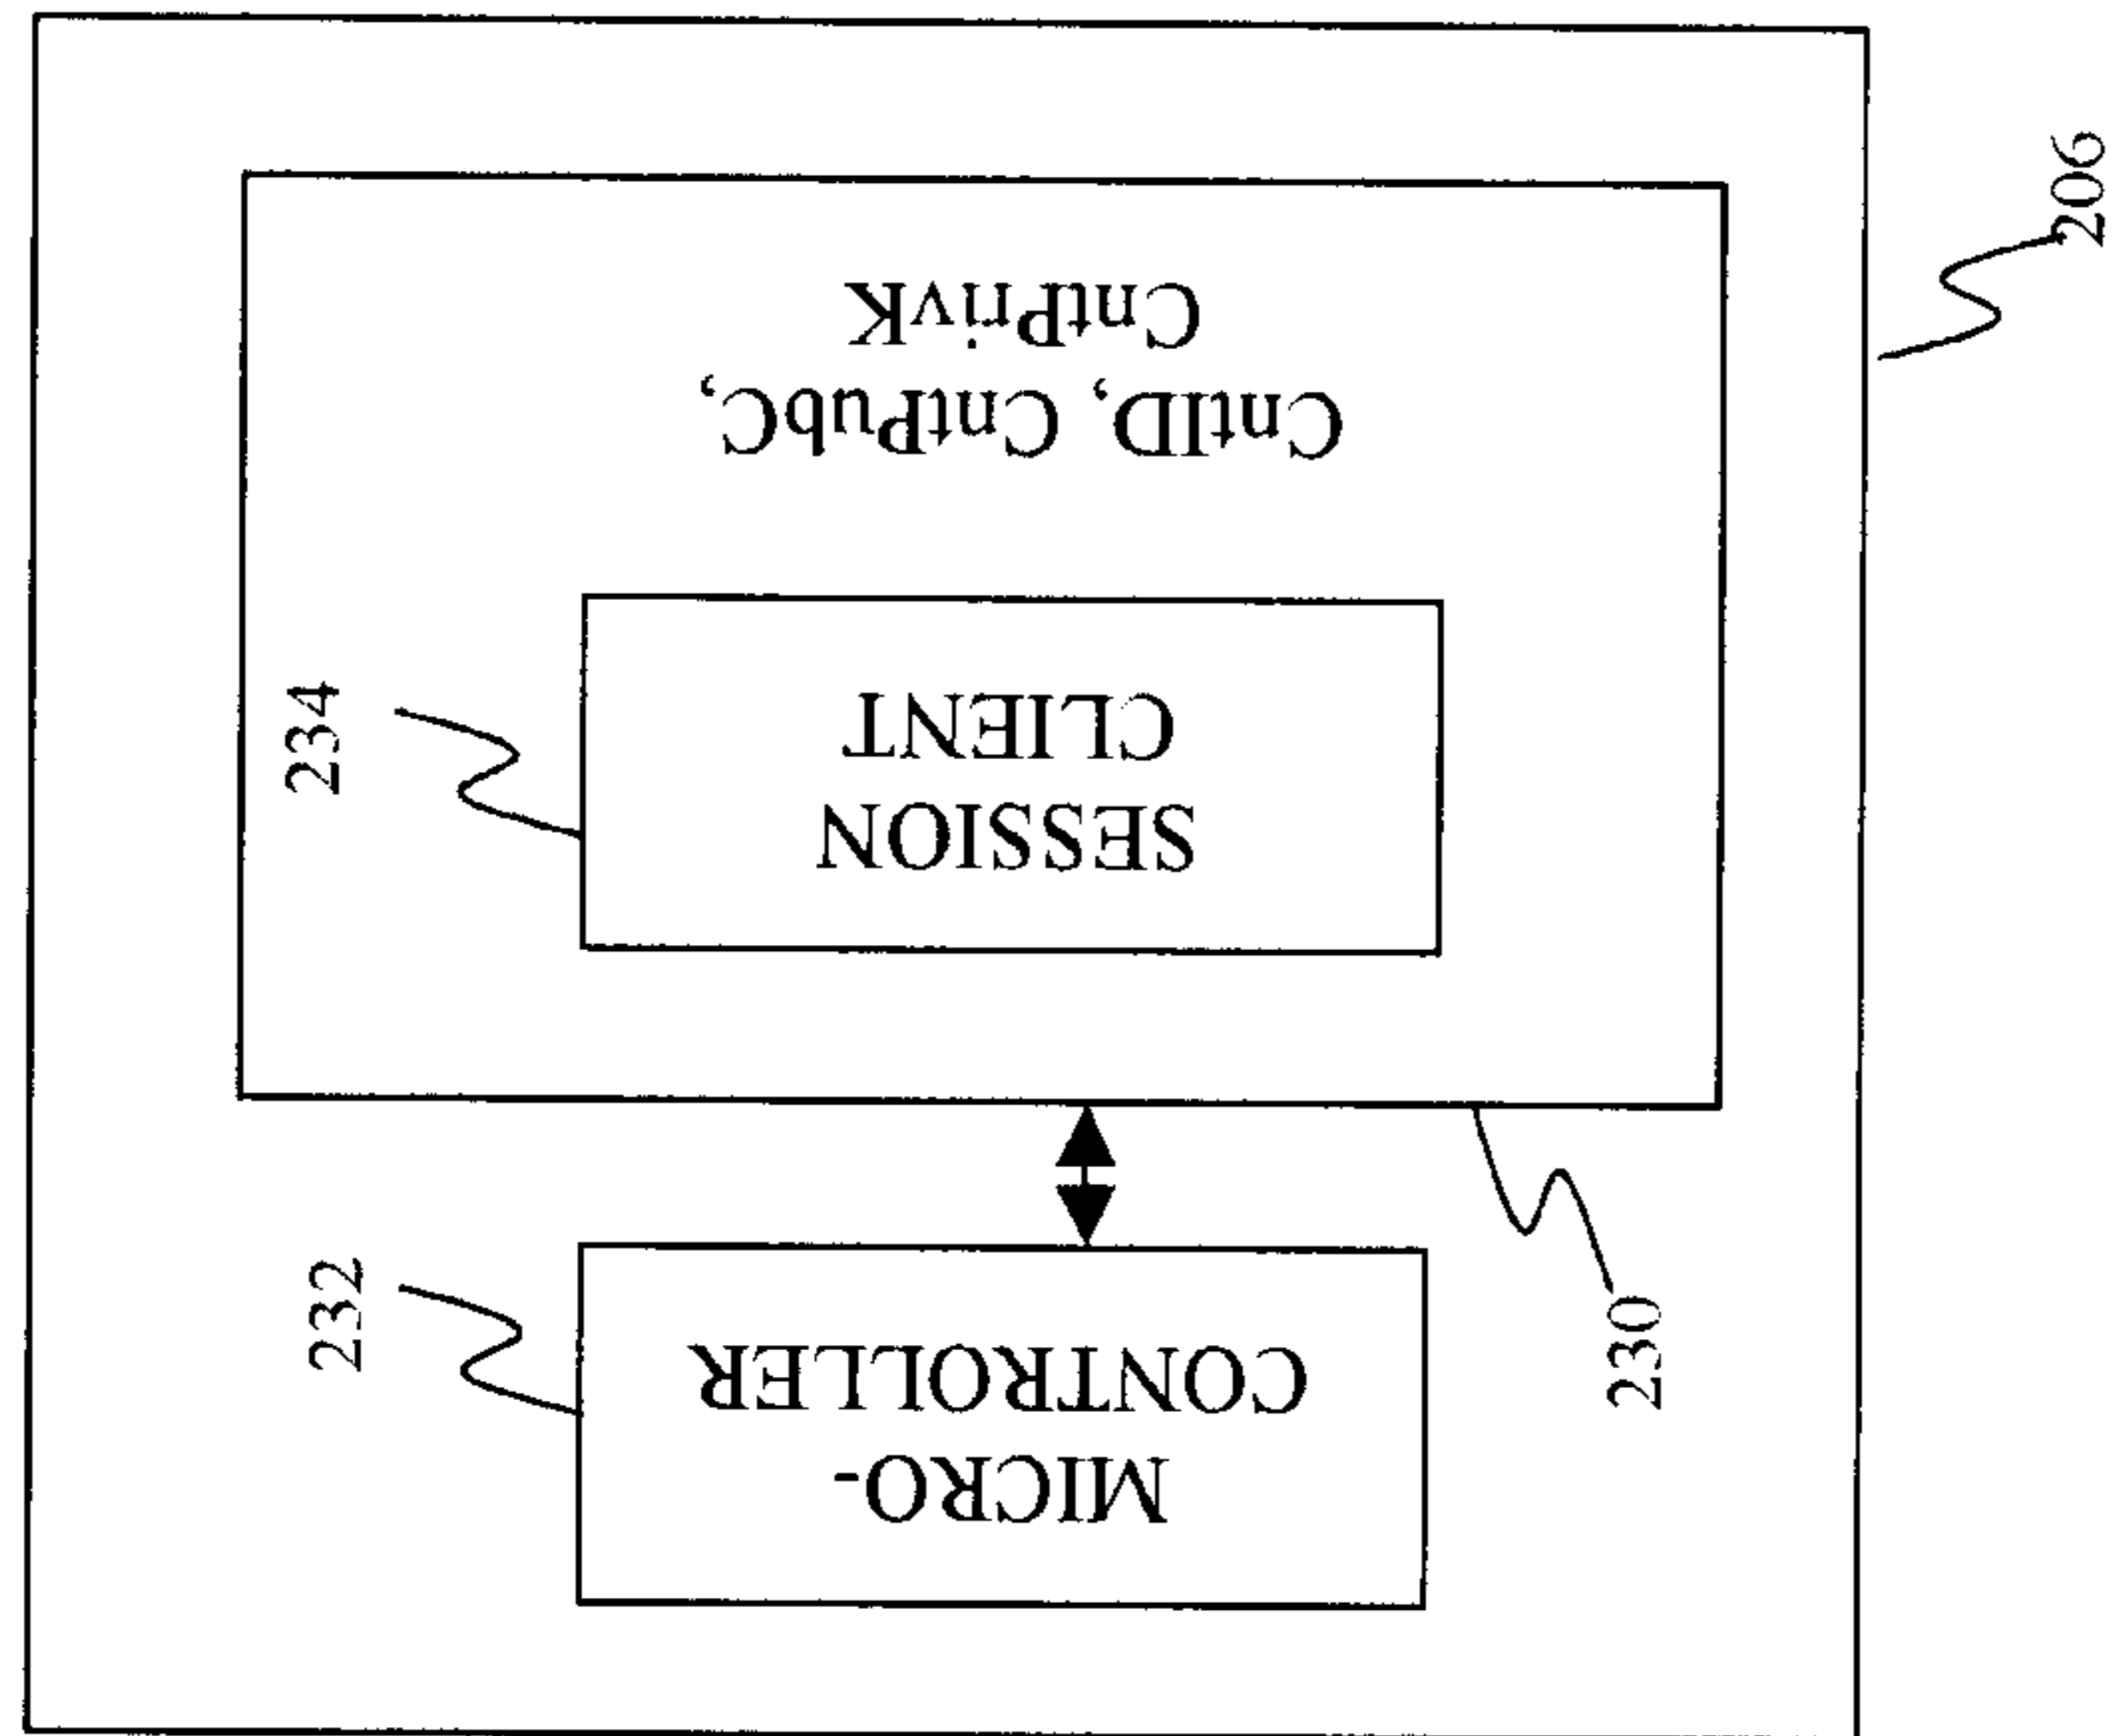 MICRO-
CONTROLLER
232
230
SESSION
CLIENT
234
CntID, CntPubC,
CntPrivK
206